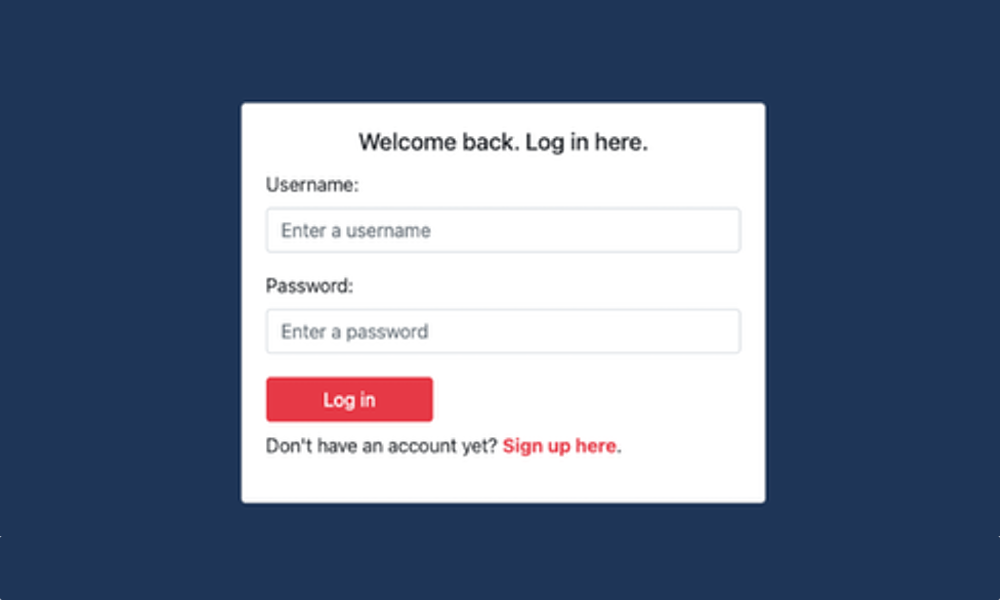 Welcome back. Log in here.
Username:
Enter a username
Password:
Enter a password
Log in
Don't have an account yet? Sign up here.